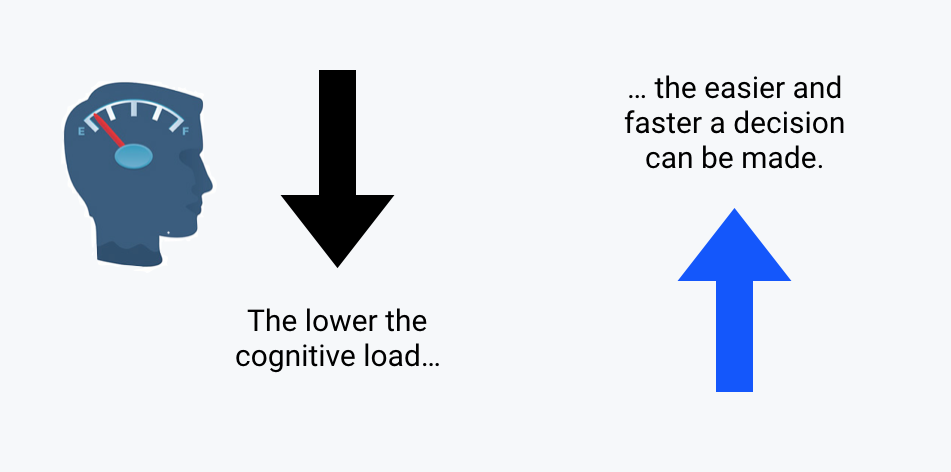 E
F
The lower the
cognitive load...
... the easier and
faster a decision
can be made.